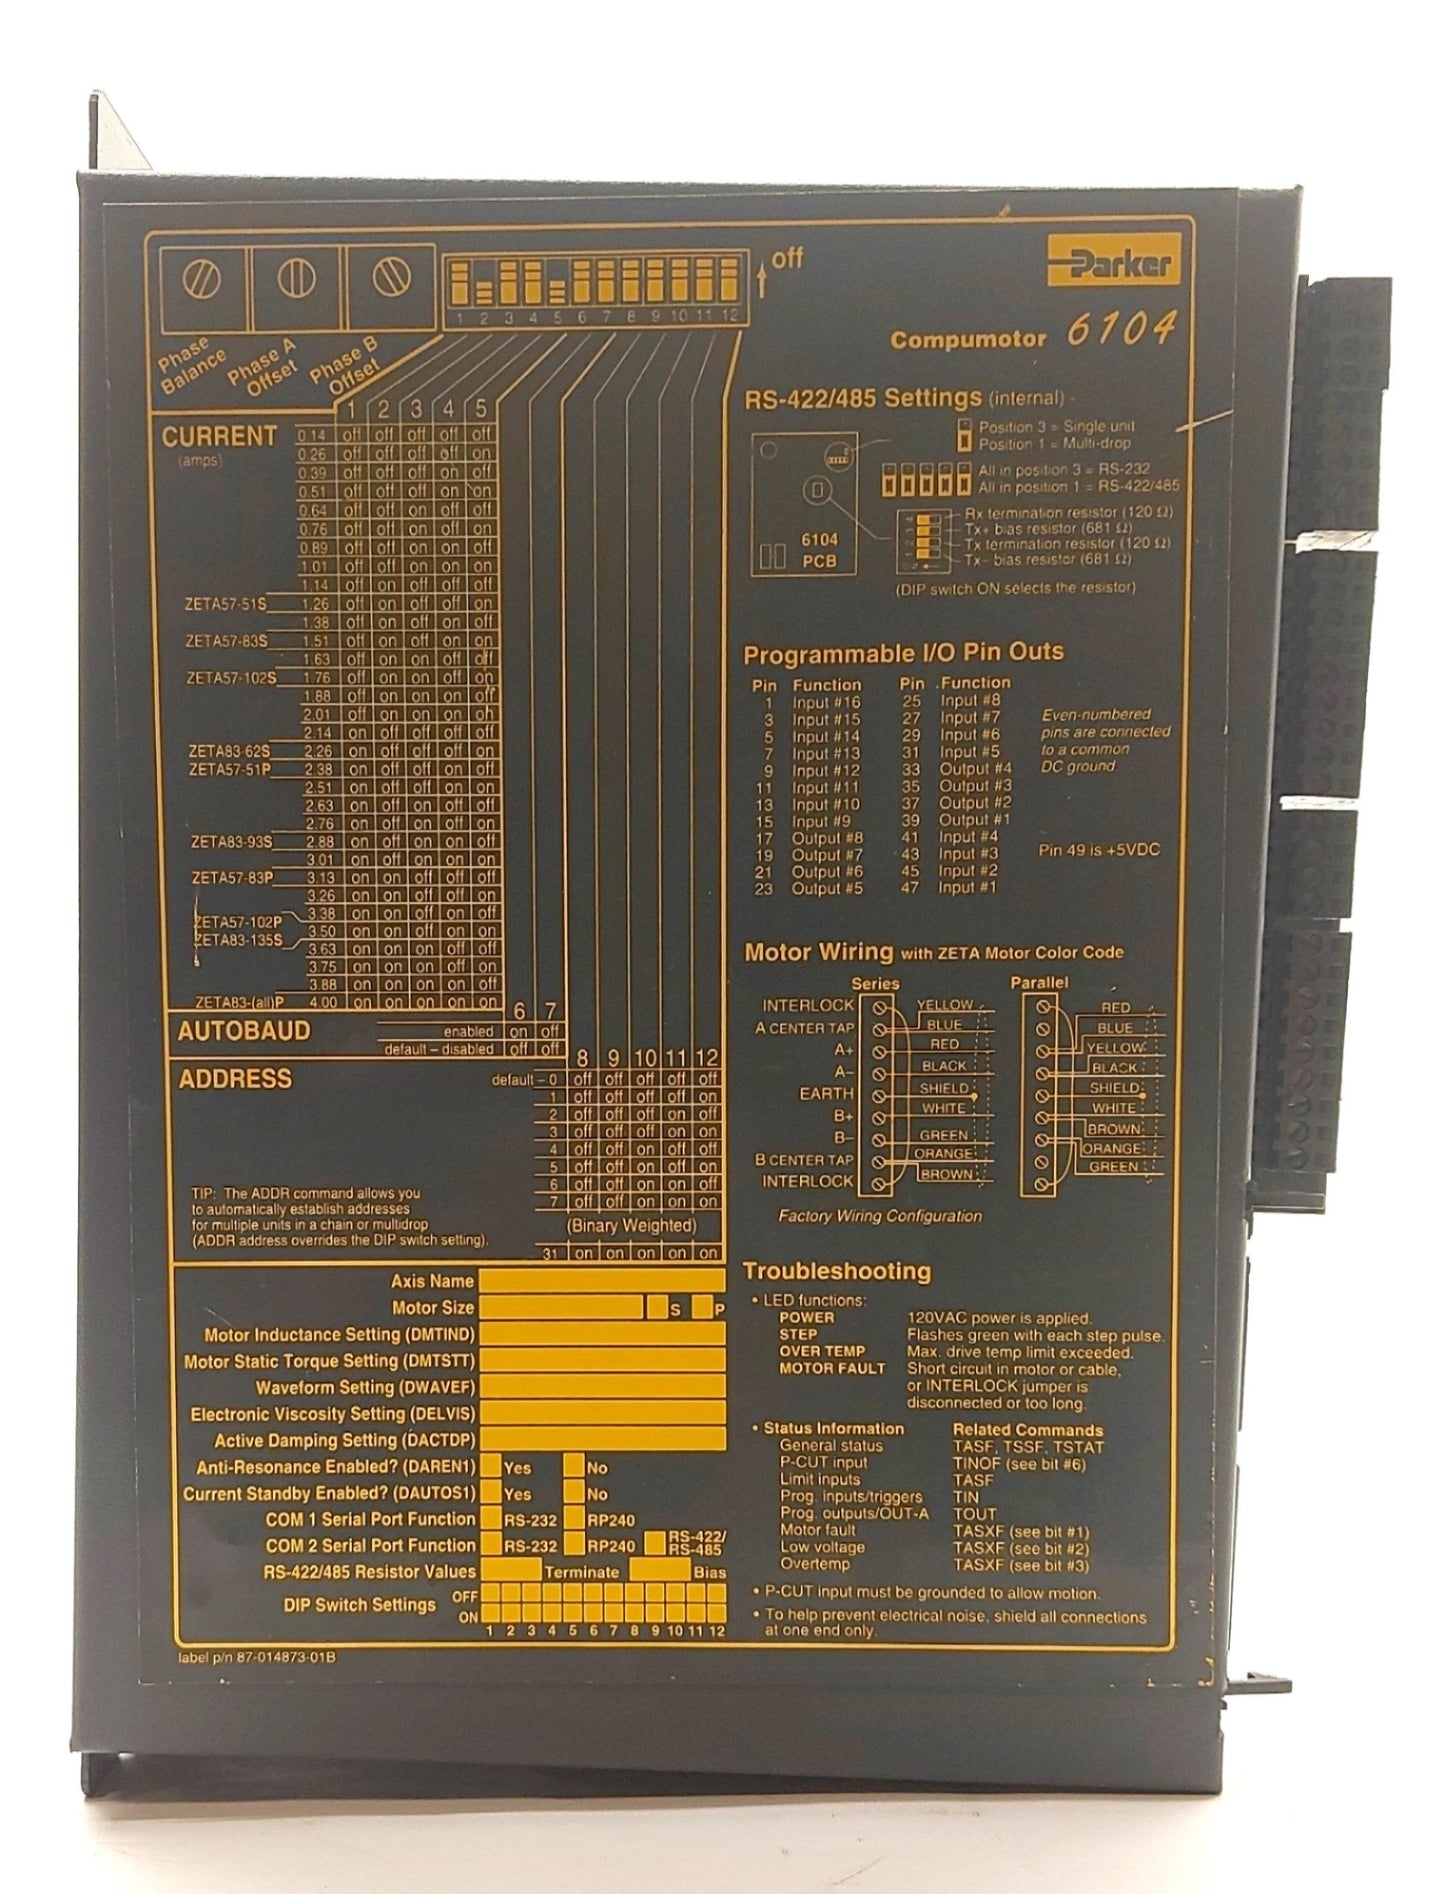 off
1 2 3 4 5 6 7 8 9 10 11 12
Phase Balance
Phase A Offset
Phase B Offset
Parker
Compumotor 6104
1 2 3 4 5
CURRENT
(amps)
0.14 off off off off off
0.26 off off off off on
0.39 off off off on off
0.51 off off off on on
0.64 off off on off off
0.76 off off on off on
0.89 off off on on off
1.01 off off on on on
1.14 off on off off off
ZETA57-51S 1.26 off on off off on
1.38 off on off on off
ZETA57-83S 1.51 off on off on on
1.63 off on on off off
ZETA57-102S 1.76 off on on off on
1.88 off on on on off
2.01 off on on on on
2.14 on off off off off
ZETA83-62S 2.26 on off off off on
ZETA57-51P 2.38 on off off on off
2.51 on off off on on
2.63 on off on off off
2.76 on off on off on
ZETA83-93S 2.88 on off on on off
3.01 on off on on on
ZETA57-83P 3.13 on on off off off
3.26 on on off off on
3.38 on on off on off
ZETA57-102P 3.50 on on off on on
ZETA83-135S 3.63 on on on off off
3.75 on on on off on
3.88 on on on on off
ZETA83-(all)P 4.00 on on on on on
6 7
AUTOBAUD
enabled on off
default – disabled off off
8 9 10 11 12
ADDRESS
default – 0 off off off off off
1 off off off off on
2 off off off on off
3 off off off on on
4 off off on off off
5 off off on off on
6 off off on on off
7 off off on on on
(Binary Weighted)
31 on on on on on
TIP: The ADDR command allows you
to automatically establish addresses
for multiple units in a chain or multidrop
(ADDR address overrides the DIP switch setting).
Axis Name
Motor Size S P
Motor Inductance Setting (DMTIND)
Motor Static Torque Setting (DMTSTT)
Waveform Setting (DWAVEF)
Electronic Viscosity Setting (DELVIS)
Active Damping Setting (DACTDP)
Anti-Resonance Enabled? (DAREN1) Yes No
Current Standby Enabled? (DAUTOS1) Yes No
COM 1 Serial Port Function RS-232 RP240
COM 2 Serial Port Function RS-232 RP240 RS-422/ RS-485
RS-422/485 Resistor Values Terminate Bias
DIP Switch Settings OFF
ON
1 2 3 4 5 6 7 8 9 10 11 12
label p/n 87-014873-01B
RS-422/485 Settings (internal)
Position 3 = Single unit
Position 1 = Multi-drop
All in position 3 = RS-232
All in position 1 = RS-422/485
6104
PCB
Rx termination resistor (120 Ω)
Tx+ bias resistor (681 Ω)
Tx termination resistor (120 Ω)
Tx– bias resistor (681 Ω)
(DIP switch ON selects the resistor)
Programmable I/O Pin Outs
Pin Function Pin Function
1 Input #16 25 Input #8
3 Input #15 27 Input #7
5 Input #14 29 Input #6
7 Input #13 31 Input #5
9 Input #12 33 Output #4
11 Input #11 35 Output #3
13 Input #10 37 Output #2
15 Input #9 39 Output #1
17 Output #8 41 Input #4
19 Output #7 43 Input #3
21 Output #6 45 Input #2
23 Output #5 47 Input #1
Even-numbered
pins are connected
to a common
DC ground.
Pin 49 is +5VDC
Motor Wiring with ZETA Motor Color Code
Series Parallel
INTERLOCK YELLOW RED
A CENTER TAP BLUE BLUE
A+ RED YELLOW
A– BLACK BLACK
EARTH SHIELD SHIELD
B+ WHITE WHITE
B– GREEN BROWN
B CENTER TAP ORANGE ORANGE
INTERLOCK BROWN GREEN
Factory Wiring Configuration
Troubleshooting
• LED functions:
POWER 120VAC power is applied.
STEP Flashes green with each step pulse.
OVER TEMP Max. drive temp limit exceeded.
MOTOR FAULT Short circuit in motor or cable,
or INTERLOCK jumper is
disconnected or too long.
• Status Information Related Commands
General status TASF, TSSF, TSTAT
P-CUT input TINOF (see bit #6)
Limit inputs TASF
Prog. inputs/triggers TIN
Prog. outputs/OUT-A TOUT
Motor fault TASXF (see bit #1)
Low voltage TASXF (see bit #2)
Overtemp TASXF (see bit #3)
• P-CUT input must be grounded to allow motion.
• To help prevent electrical noise, shield all connections
at one end only.